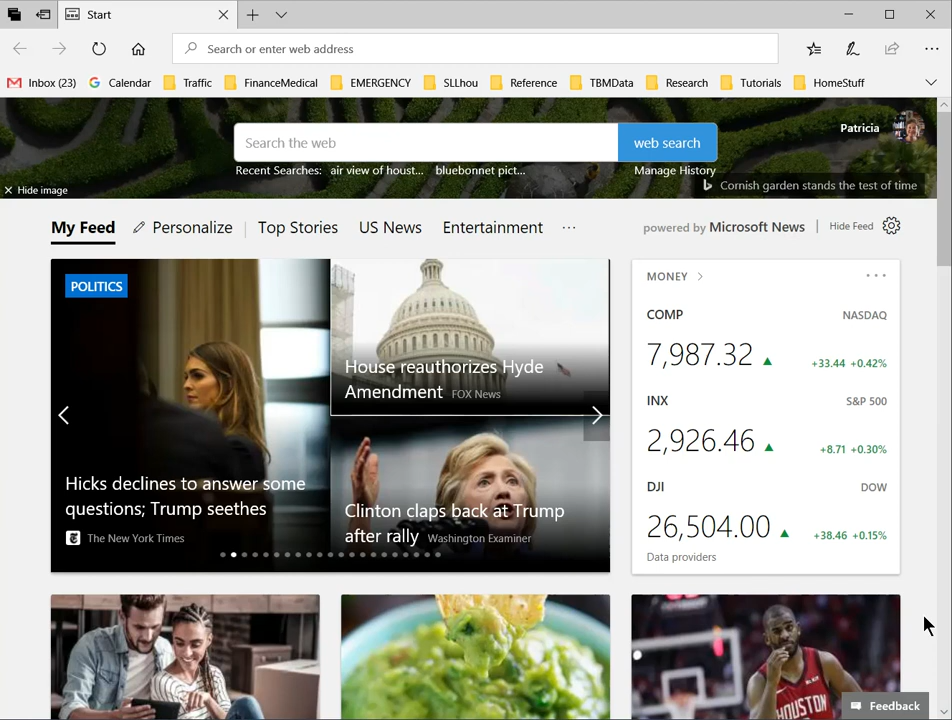 Start
Search or enter web address
Inbox (23) Calendar Traffic FinanceMedical EMERGENCY SLLhou Reference TBMData Research Tutorials HomeStuff
Patricia
Search the web web search
Recent Searches: air view of houst... bluebonnet pict... Manage History
Hide image
Cornish garden stands the test of time
My Feed Personalize Top Stories US News Entertainment ...
powered by Microsoft News Hide Feed
POLITICS
Hicks declines to answer some
questions; Trump seethes
The New York Times
House reauthorizes Hyde
Amendment FOX News
Clinton claps back at Trump
after rally Washington Examiner
MONEY
COMP NASDAQ
7,987.32 +33.44 +0.42%
INX S&P 500
2,926.46 +8.71 +0.30%
DJI DOW
26,504.00 +38.46 +0.15%
Data providers
HOUSTON
Feedback